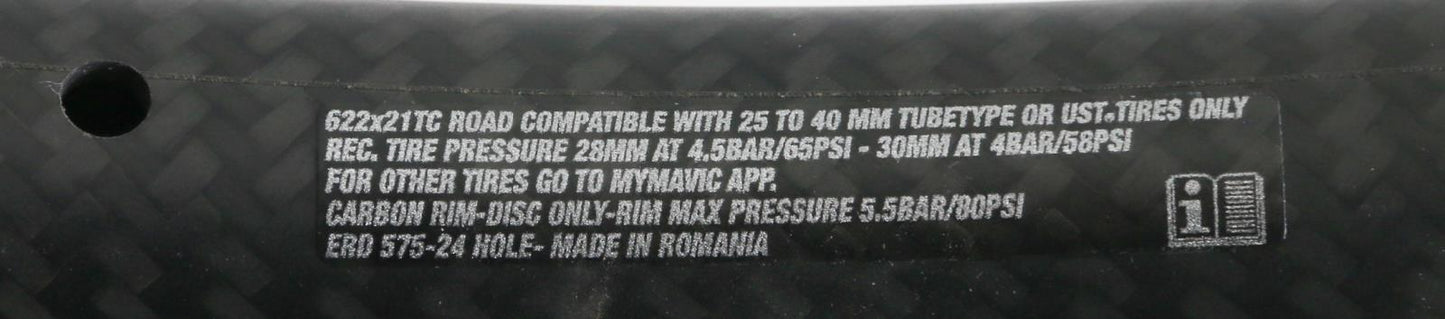 622x21TC ROAD COMPATIBLE WITH 25 TO 40 MM TUBETYPE OR UST.TIRES ONLY
REC. TIRE PRESSURE 28MM AT 4.5BAR/65PSI - 30MM AT 4BAR/58PSI
FOR OTHER TIRES GO TO MYMAVIC APP.
CARBON RIM-DISC ONLY-RIM MAX PRESSURE 5.5BAR/80PSI
ERD 575-24 HOLE- MADE IN ROMANIA